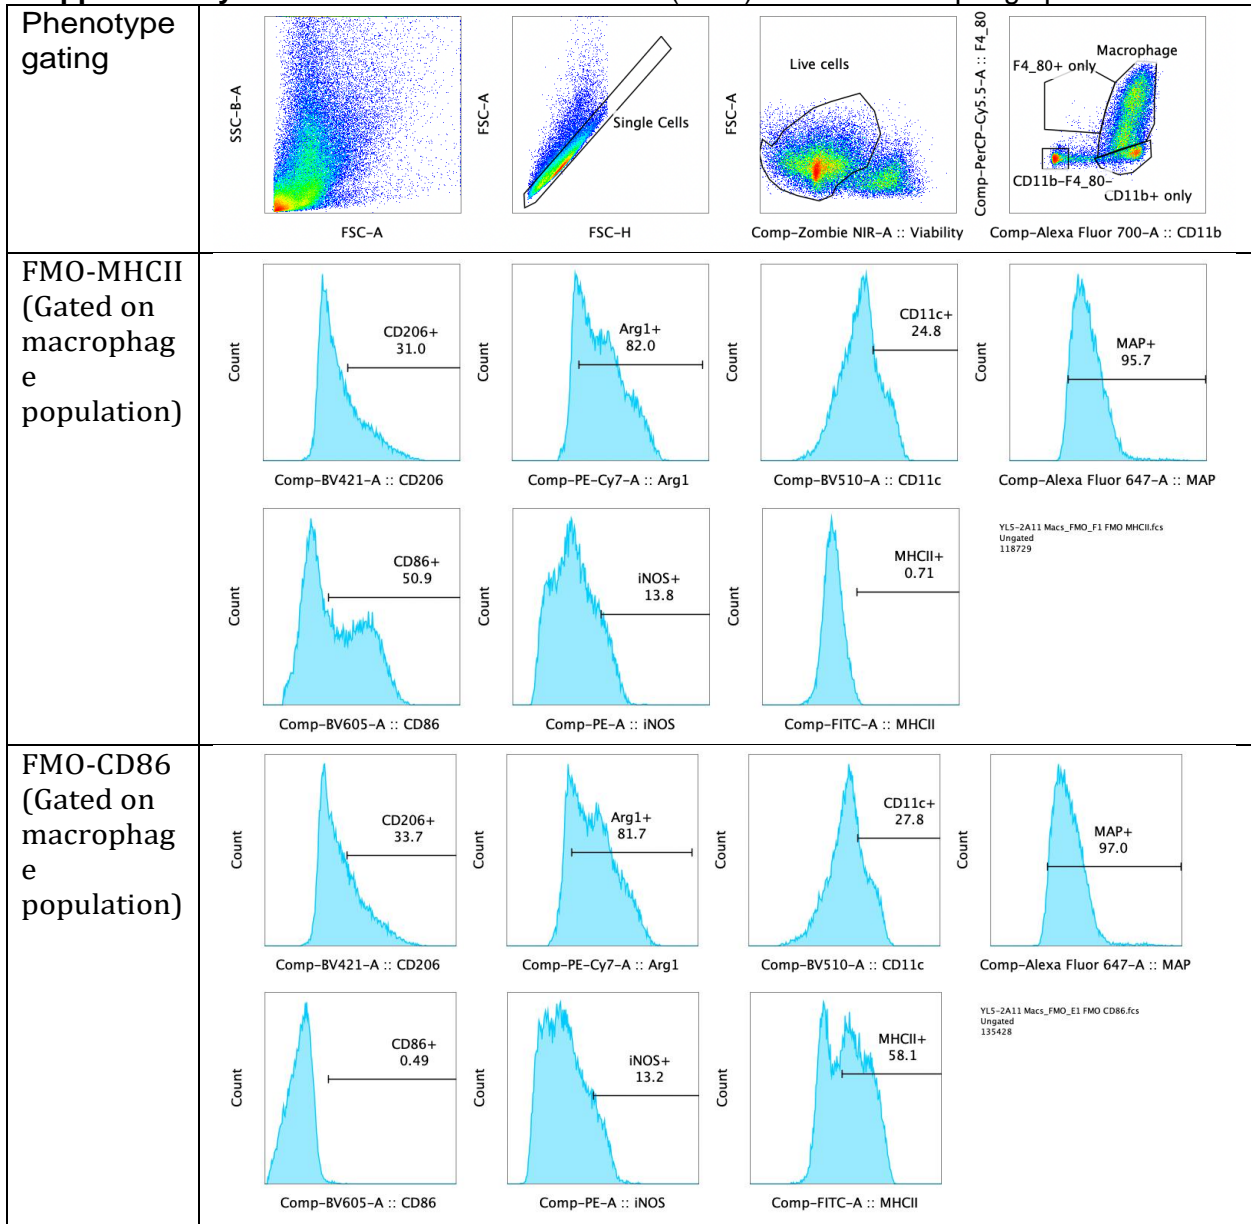 Phenotype
gating
SSC-B-A
FSC-A
FSC-A
Single Cells
FSC-H
FSC-A
Live cells
Comp-Zombie NIR-A :: Viability
Comp-PerCP-Cy5.5-A :: F4_80
Macrophage
F4_80+ only
CD11b-F4_80-
CD11b+ only
Comp-Alexa Fluor 700-A :: CD11b
FMO-MHCII
(Gated on
macrophag
e
population)
Count
CD206+
31.0
Comp-BV421-A :: CD206
Count
Arg1+
82.0
Comp-PE-Cy7-A :: Arg1
Count
CD11c+
24.8
Comp-BV510-A :: CD11c
Count
MAP+
95.7
Comp-Alexa Fluor 647-A :: MAP
Count
CD86+
50.9
Comp-BV605-A :: CD86
Count
iNOS+
13.8
Comp-PE-A :: iNOS
Count
MHCII+
0.71
Comp-FITC-A :: MHCII
YL5-2A11 Macs_FMO_F1 FMO MHCII.fcs
Ungated
118729
FMO-CD86
(Gated on
macrophag
e
population)
Count
CD206+
33.7
Comp-BV421-A :: CD206
Count
Arg1+
81.7
Comp-PE-Cy7-A :: Arg1
Count
CD11c+
27.8
Comp-BV510-A :: CD11c
Count
MAP+
97.0
Comp-Alexa Fluor 647-A :: MAP
Count
CD86+
0.49
Comp-BV605-A :: CD86
Count
iNOS+
13.2
Comp-PE-A :: iNOS
Count
MHCII+
58.1
Comp-FITC-A :: MHCII
YL5-2A11 Macs_FMO_E1 FMO CD86.fcs
Ungated
135428